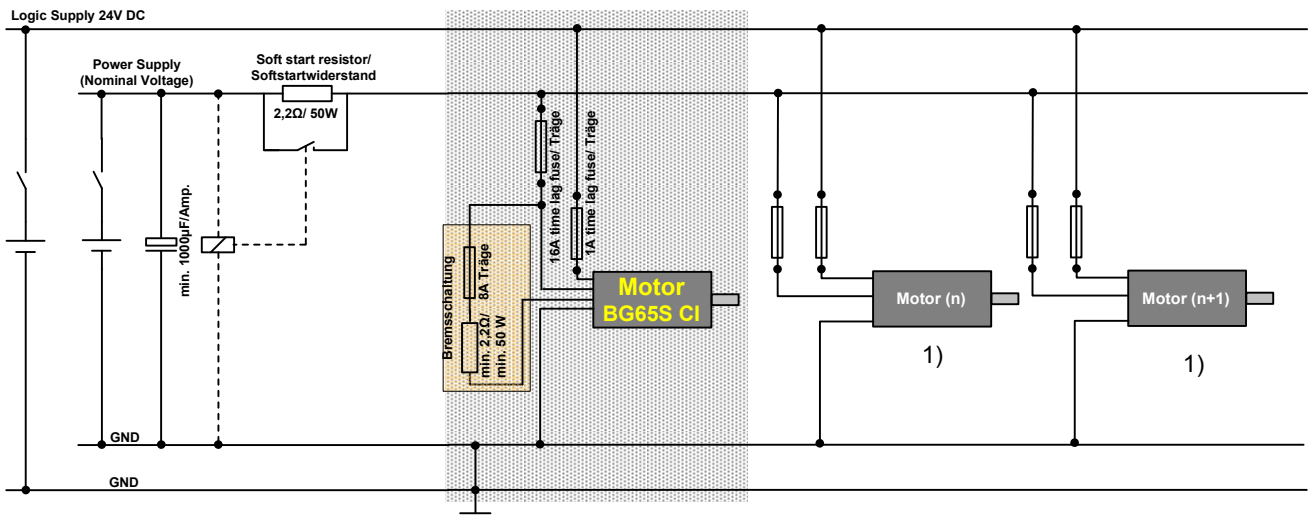 Logic Supply 24V DC
Power Supply
(Nominal Voltage)
Soft start resistor/
Softstartwiderstand
2,2Ω/ 50W
min. 1000µF/Amp.
16A time lag fuse/ Träge
1A time lag fuse/ Träge
Bremsschaltung
8A Träge
min. 2,2Ω/
min. 50 W
Motor
BG65S CI
Motor (n)
1)
Motor (n+1)
1)
GND
GND